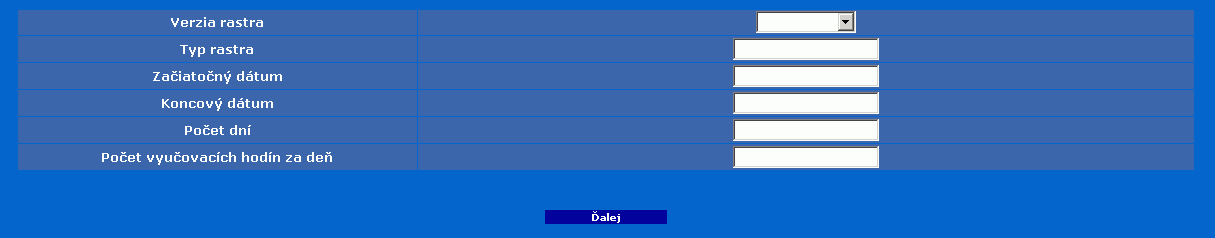 Verzia rastra
Typ rastra
Začiatočný dátum
Koncový dátum
Počet dní
Počet vyučovacích hodín za deň
Ďalej